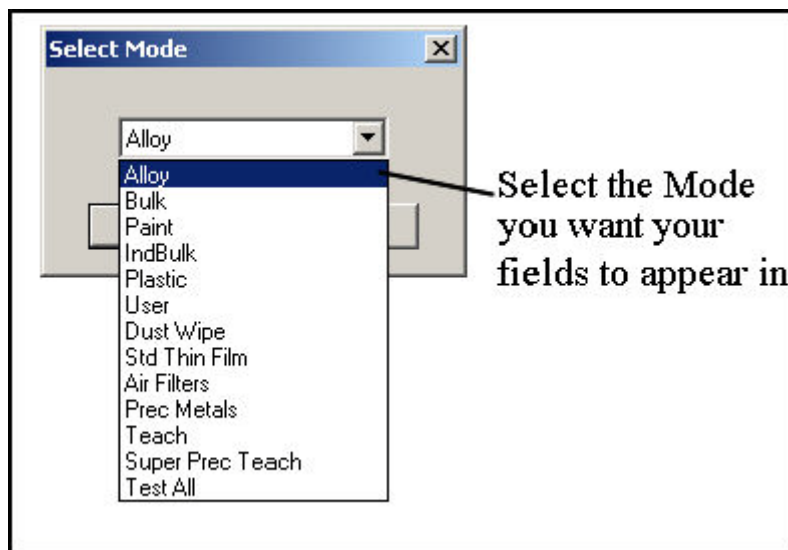 Select Mode
Alloy
Alloy
Bulk
Paint
IndBulk
Plastic
User
Dust Wipe
Std Thin Film
Air Filters
Prec Metals
Teach
Super Prec Teach
Test All
Select the Mode
you want your
fields to appear in